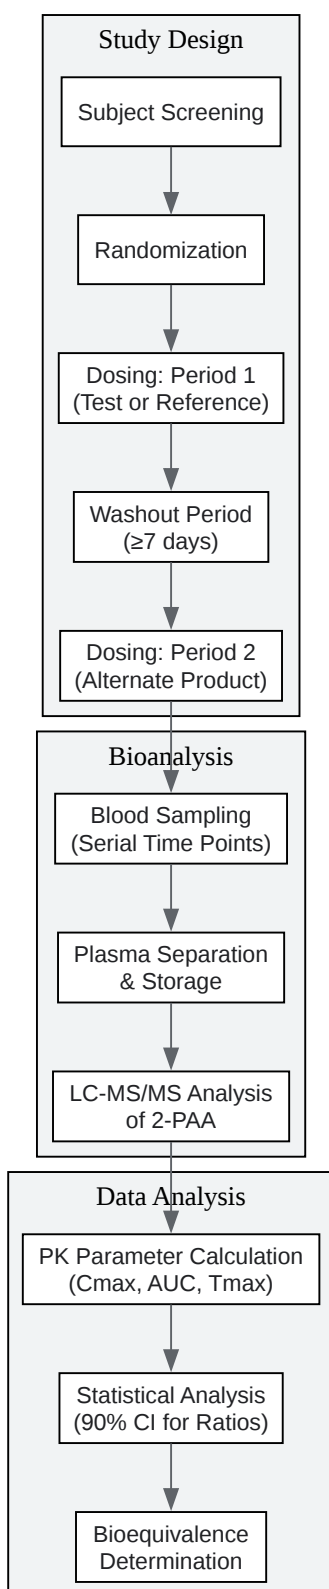 Study Design
Subject Screening
Randomization
Dosing: Period 1
(Test or Reference)
Washout Period
(≥7 days)
Dosing: Period 2
(Alternate Product)
Bioanalysis
Blood Sampling
(Serial Time Points)
Plasma Separation
& Storage
LC-MS/MS Analysis
of 2-PAA
Data Analysis
PK Parameter Calculation
(Cmax, AUC, Tmax)
Statistical Analysis
(90% CI for Ratios)
Bioequivalence
Determination